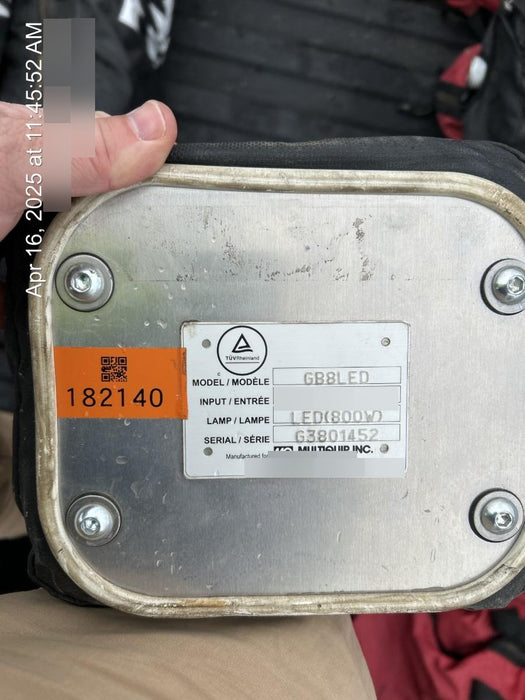 Apr 16, 2025 at 11:45:52 AM
TÜVRheinland
182140
MODEL / MODÈLE GB8LED
INPUT / ENTRÉE
LAMP / LAMPE LED(800W)
SERIAL / SÉRIE G3801452
Manufactured for MQ MULTIQUIP INC.